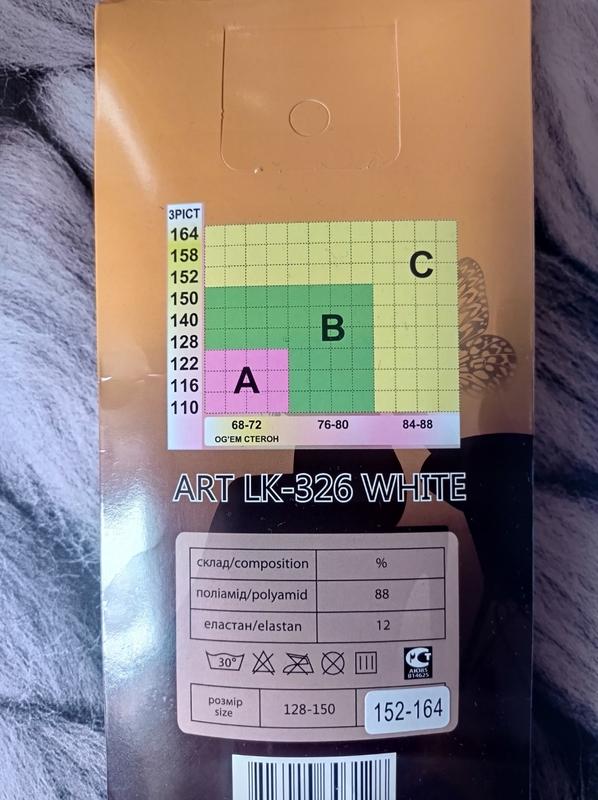 ЗРІСТ
164
158
152
150
140
128
122
116
110
C
B
A
68-72 76-80 84-88
OG'EM СТЕГОН
ART LK-326 WHITE
склад/composition %
поліамід/polyamid 88
еластан/elastan 12
30°
АЮ85
В14625
розмір
size
128-150
152-164